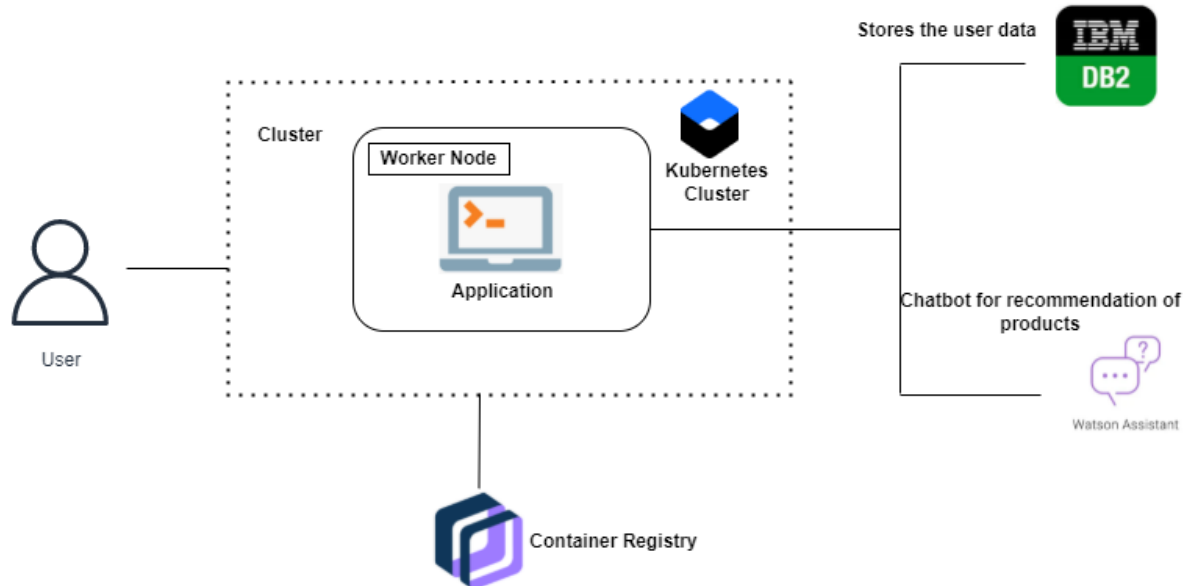 Stores the user data
IBM
DB2
Cluster
Worker Node
Kubernetes
Cluster
Application
User
Chatbot for recommendation of
products
Watson Assistant
Container Registry